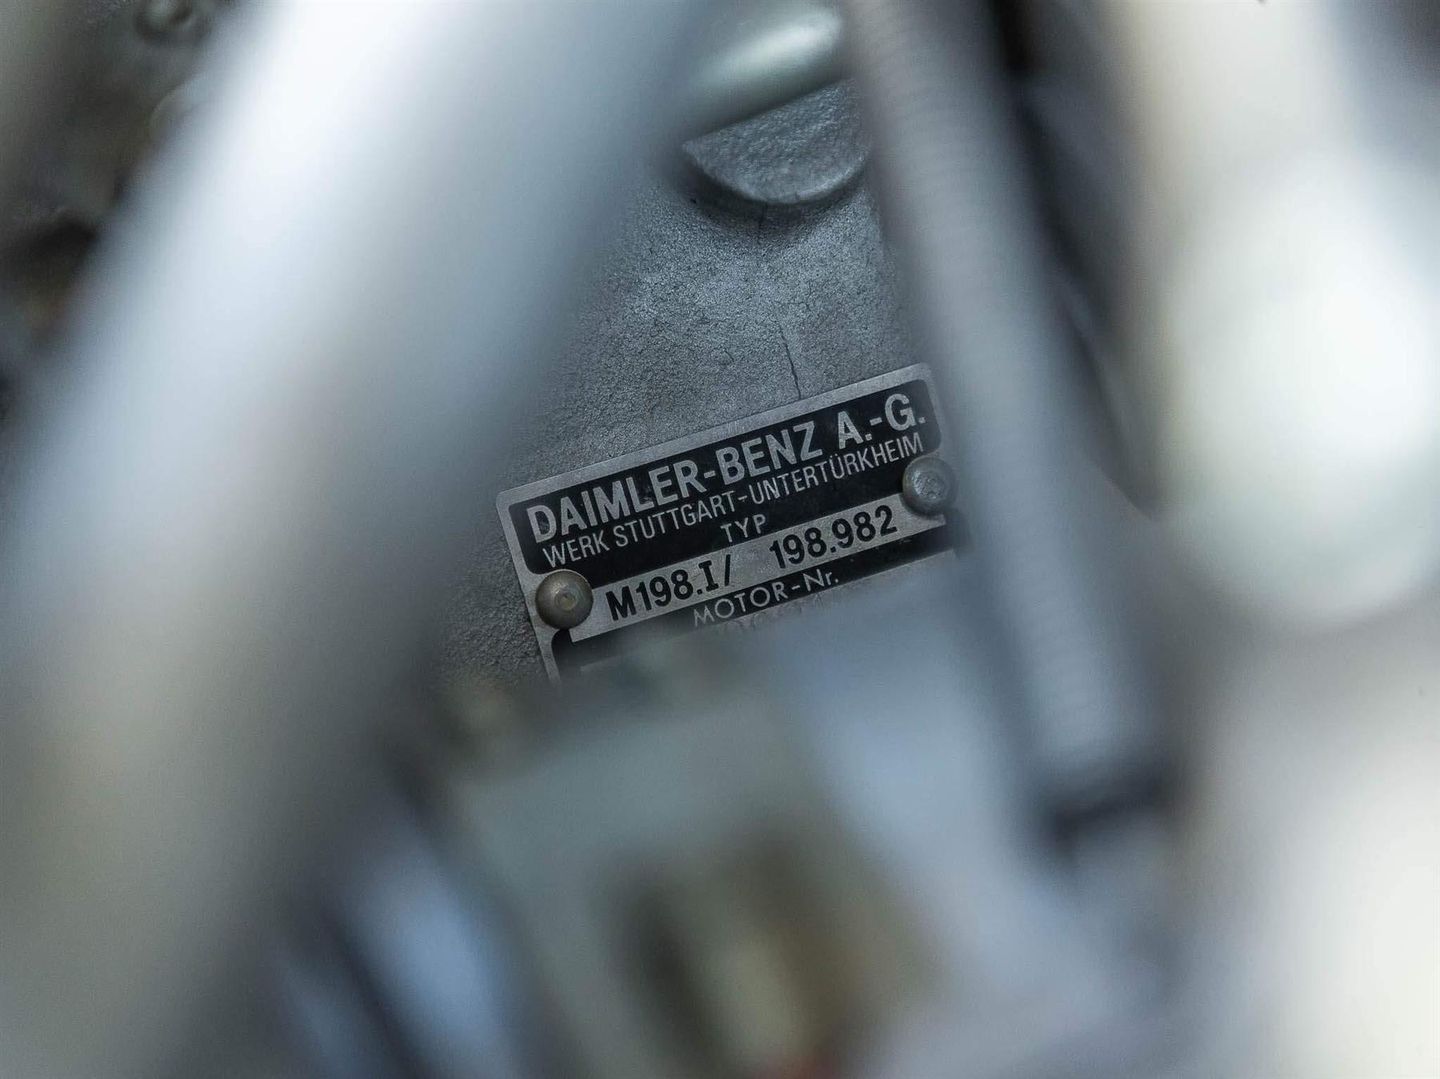 DAIMLER-BENZ A.-G.
WERK STUTTGART-UNTERTÜRKHEIM
TYP
M198.I/ 198.982
MOTOR-Nr.